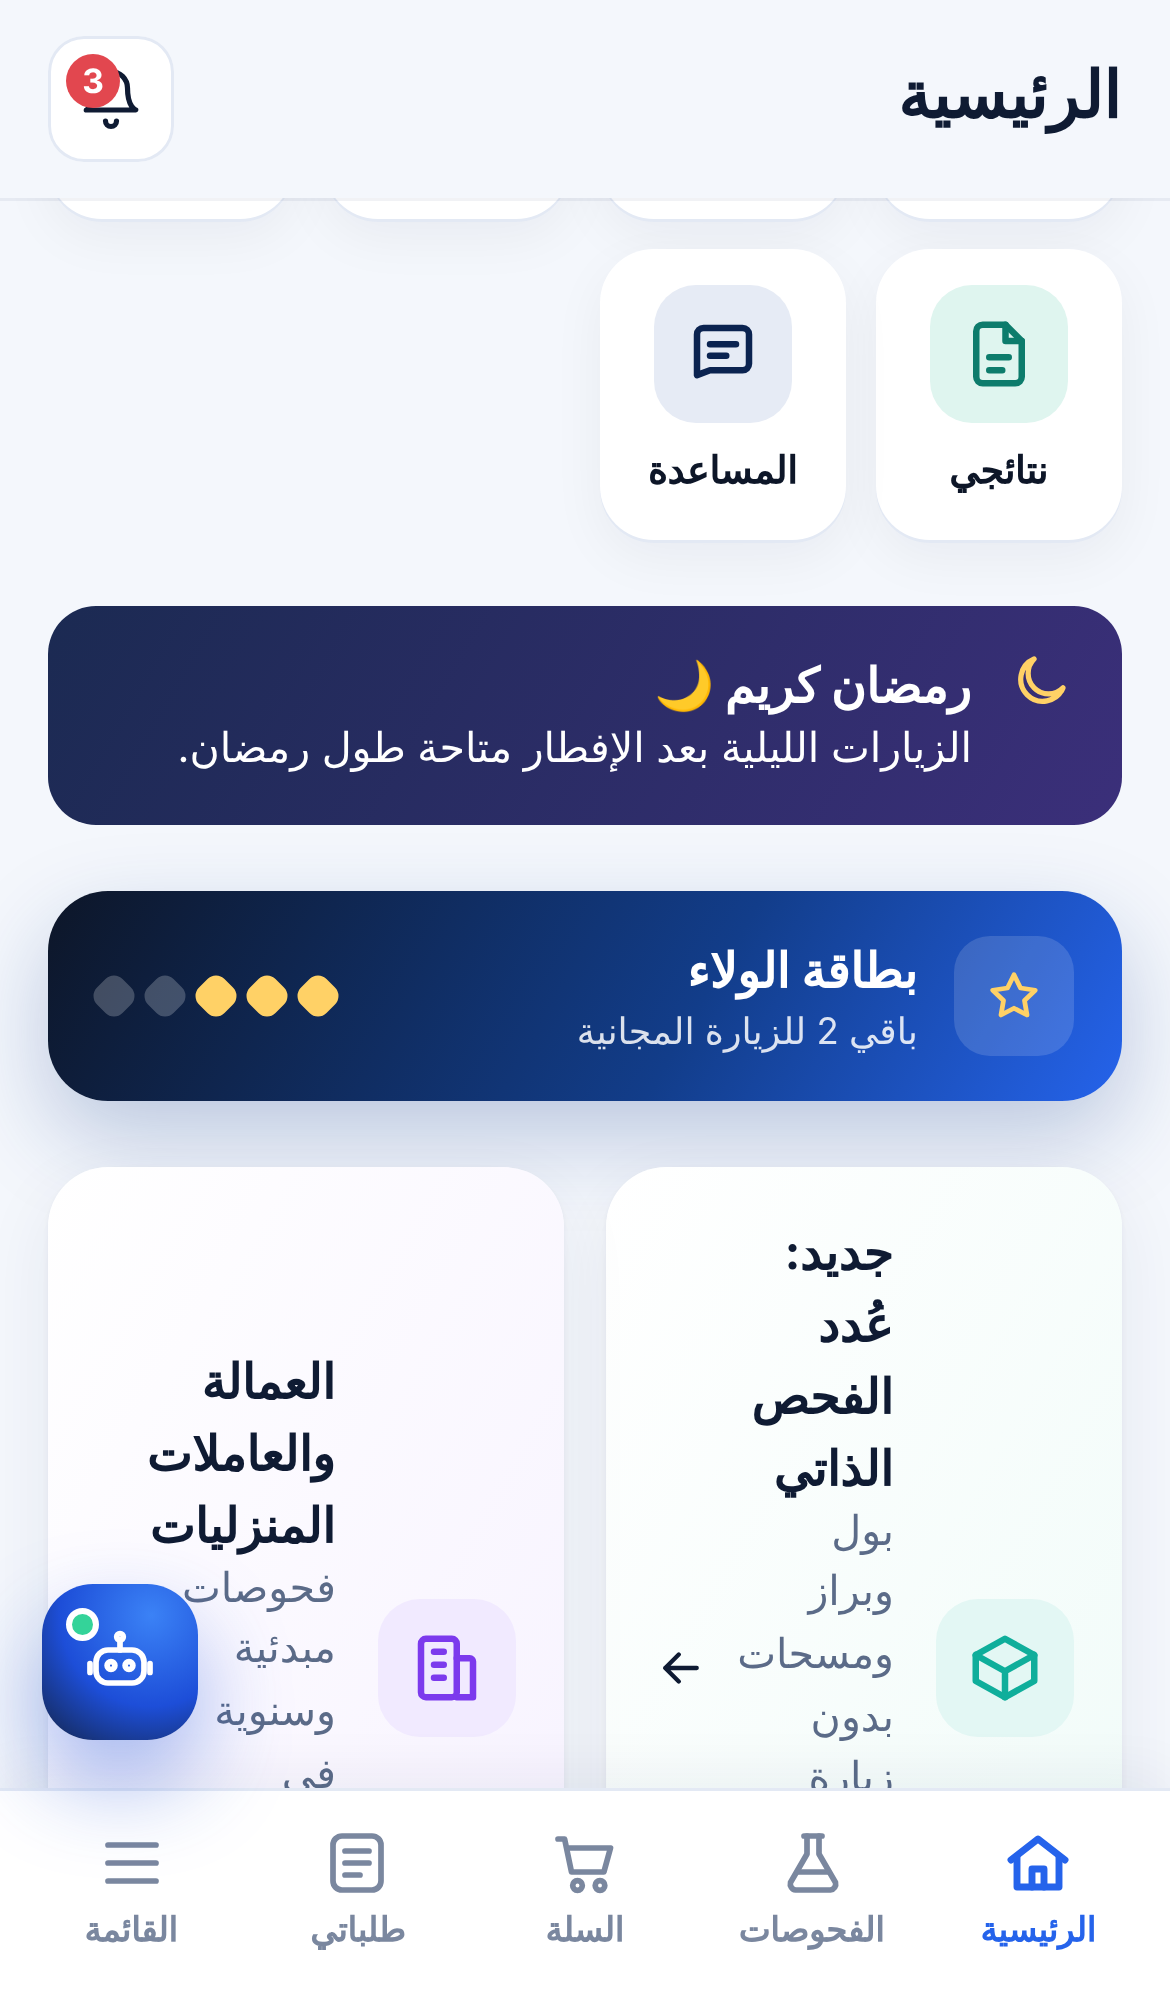 الرئيسية
3
نتائجي
المساعدة
رمضان كريم 🌙
الزيارات الليلية بعد الإفطار متاحة طول رمضان.
بطاقة الولاء
باقي 2 للزيارة المجانية
جديد:
عُدد
الفحص
الذاتي
بول
وبراز
ومسحات
بدون
زيارة
العمالة
والعاملات
المنزليات
فحوصات
مبدئية
وسنوية
في
الرئيسية
الفحوصات
السلة
طلباتي
القائمة